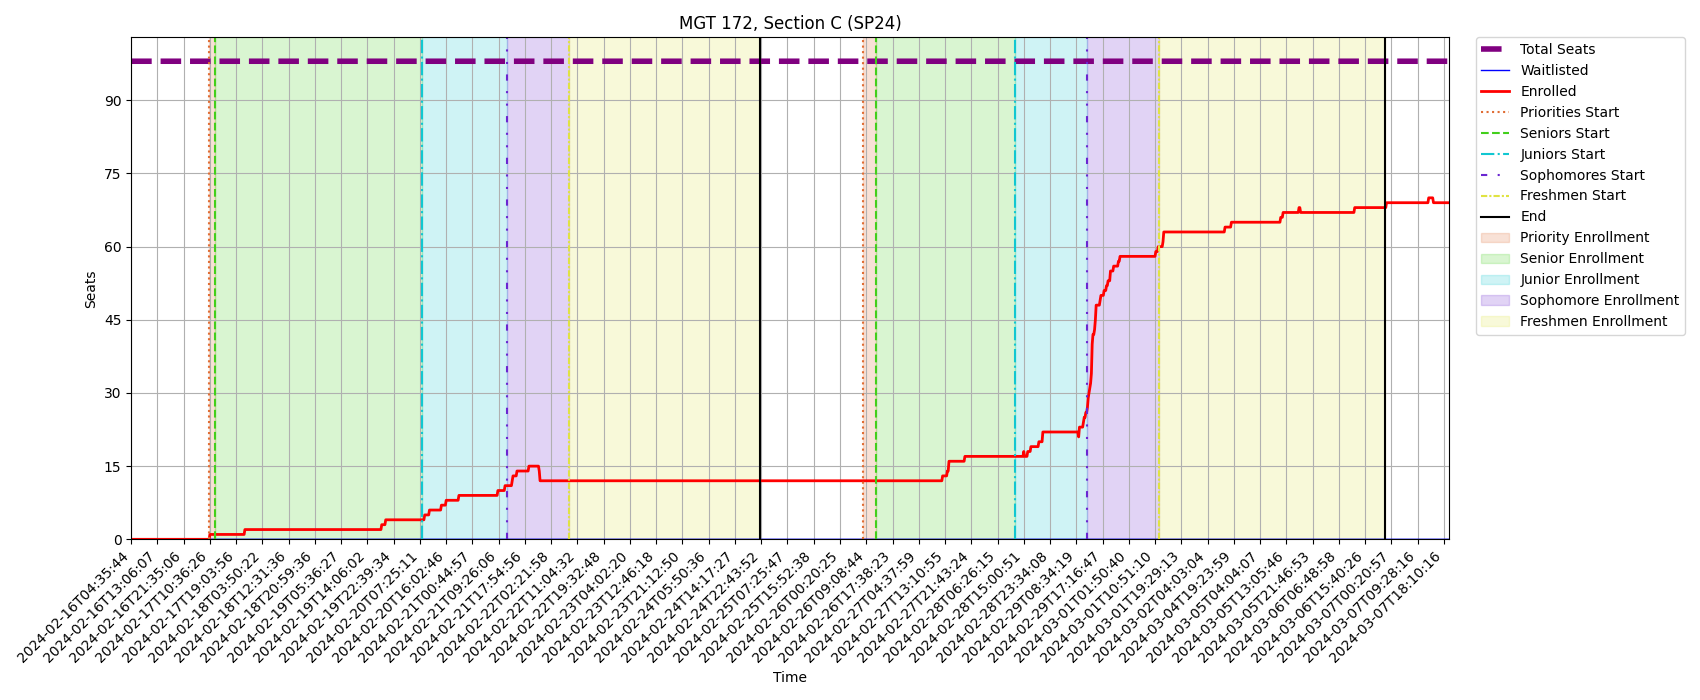 MGT 172, Section C (SP24)
Total Seats
Waitlisted
Enrolled
Priorities Start
Seniors Start
Juniors Start
Sophomores Start
Freshmen Start
End
Priority Enrollment
Senior Enrollment
Junior Enrollment
Sophomore Enrollment
Freshmen Enrollment
Seats
90
75
60
45
30
15
0
2024-02-16T04:35:44
2024-02-16T13:06:07
2024-02-16T21:35:06
2024-02-17T10:36:26
2024-02-17T19:03:56
2024-02-18T03:50:22
2024-02-18T12:31:36
2024-02-18T20:59:36
2024-02-19T05:36:27
2024-02-19T14:06:02
2024-02-19T22:39:34
2024-02-20T07:25:11
2024-02-20T16:02:46
2024-02-21T00:44:57
2024-02-21T09:26:06
2024-02-21T17:54:56
2024-02-22T02:21:58
2024-02-22T11:04:32
2024-02-22T19:32:48
2024-02-23T04:02:20
2024-02-23T12:46:18
2024-02-23T21:12:50
2024-02-24T05:50:36
2024-02-24T14:17:27
2024-02-24T22:43:52
2024-02-25T07:25:47
2024-02-25T15:52:38
2024-02-26T00:20:25
2024-02-26T09:08:44
2024-02-26T17:38:23
2024-02-27T04:37:59
2024-02-27T13:10:55
2024-02-27T21:43:24
2024-02-28T06:26:15
2024-02-28T15:00:51
2024-02-28T23:34:08
2024-02-29T08:34:19
2024-02-29T17:16:47
2024-03-01T01:50:40
2024-03-01T10:51:10
2024-03-01T19:29:13
2024-03-02T04:03:04
2024-03-04T19:23:59
2024-03-05T04:04:07
2024-03-05T13:05:46
2024-03-05T21:46:53
2024-03-06T06:48:58
2024-03-06T15:40:26
2024-03-07T00:20:57
2024-03-07T09:28:16
2024-03-07T18:10:16
Time